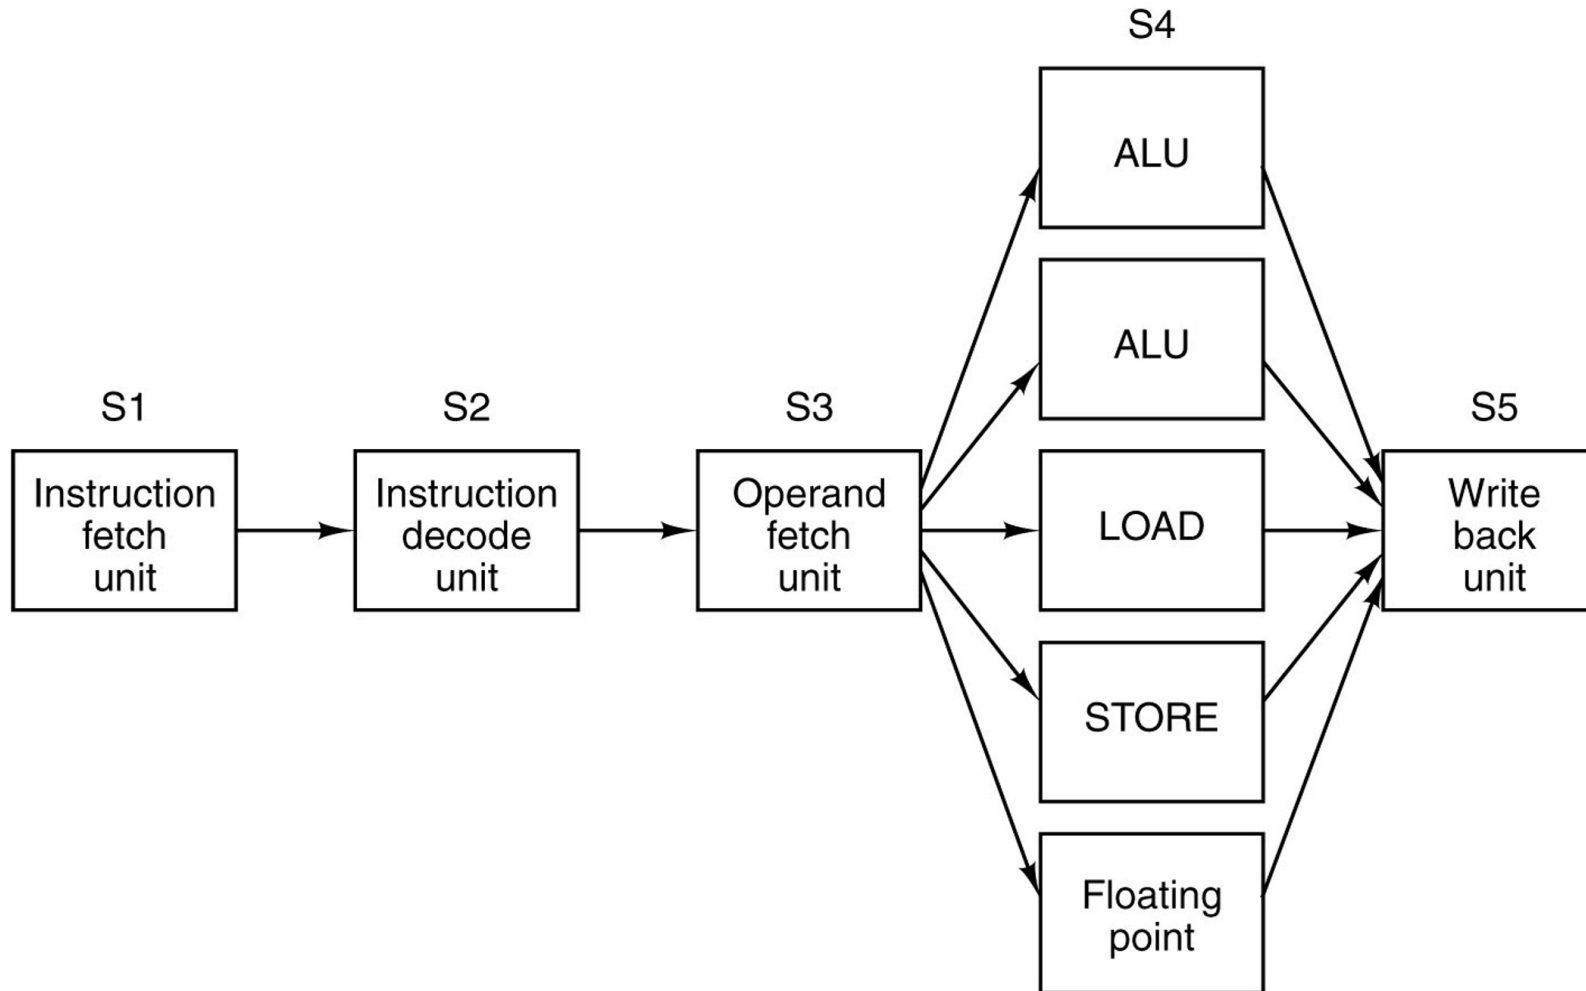 S4
ALU
ALU
S1
S2
S3
S5
Instruction
fetch
unit
Instruction
decode
unit
Operand
fetch
unit
LOAD
Write
back
unit
STORE
Floating
point